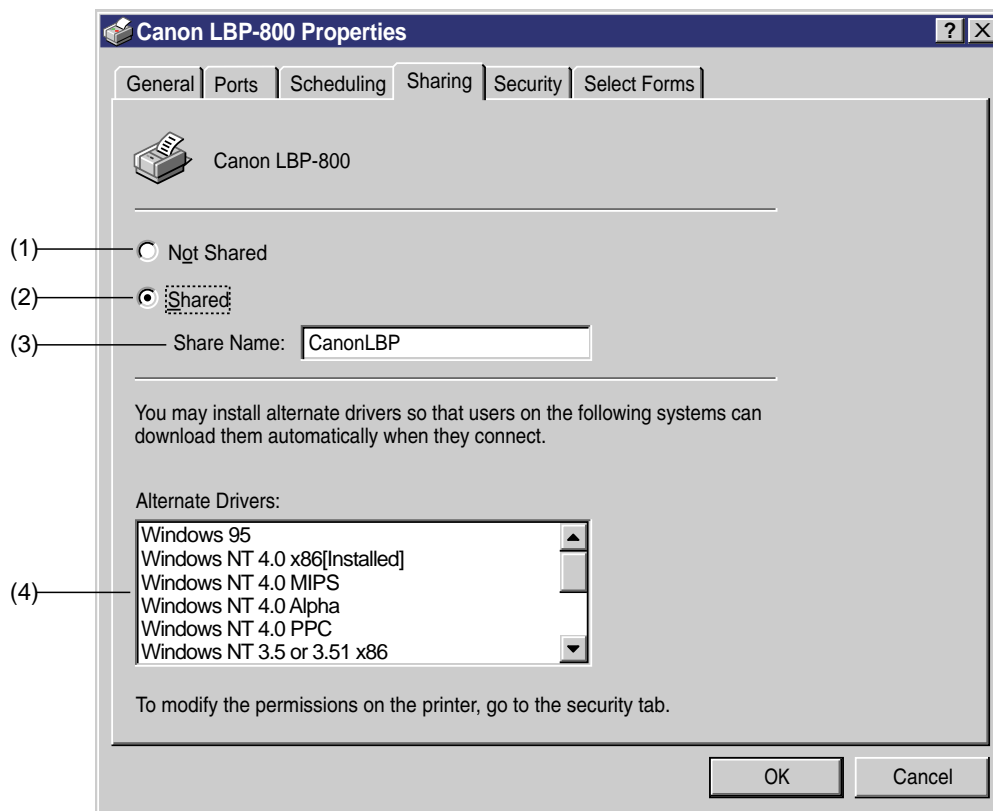 Canon LBP-800 Properties
? X
General Ports Scheduling Sharing Security Select Forms
Canon LBP-800
(1) Not Shared
(2) Shared
(3) Share Name: CanonLBP
You may install alternate drivers so that users on the following systems can
download them automatically when they connect.
Alternate Drivers:
Windows 95
Windows NT 4.0 x86[Installed]
(4) Windows NT 4.0 MIPS
Windows NT 4.0 Alpha
Windows NT 4.0 PPC
Windows NT 3.5 or 3.51 x86
To modify the permissions on the printer, go to the security tab.
OK Cancel